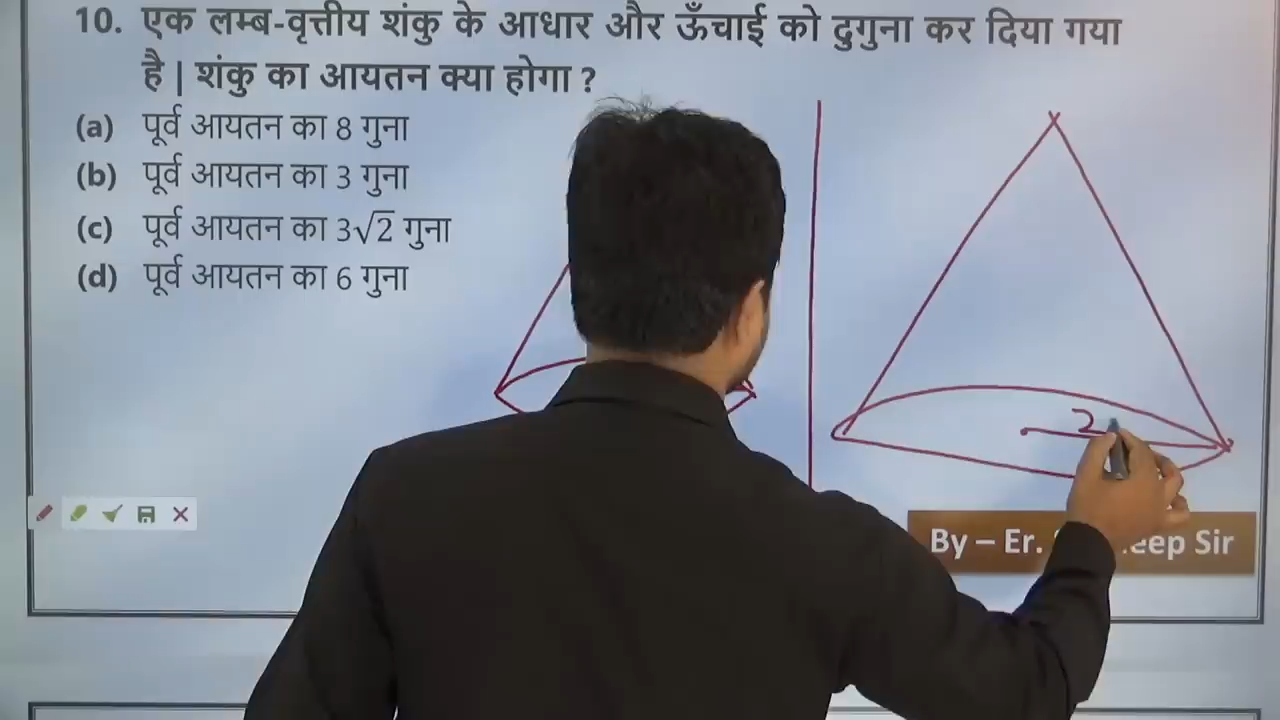 10. एक लम्ब-वृत्तीय शंकु के आधार और ऊँचाई को दुगुना कर दिया गया
है | शंकु का आयतन क्या होगा ?
(a) पूर्व आयतन का 8 गुना
(b) पूर्व आयतन का 3 गुना
(c) पूर्व आयतन का 3√2 गुना
(d) पूर्व आयतन का 6 गुना
2
By – Er. Sir